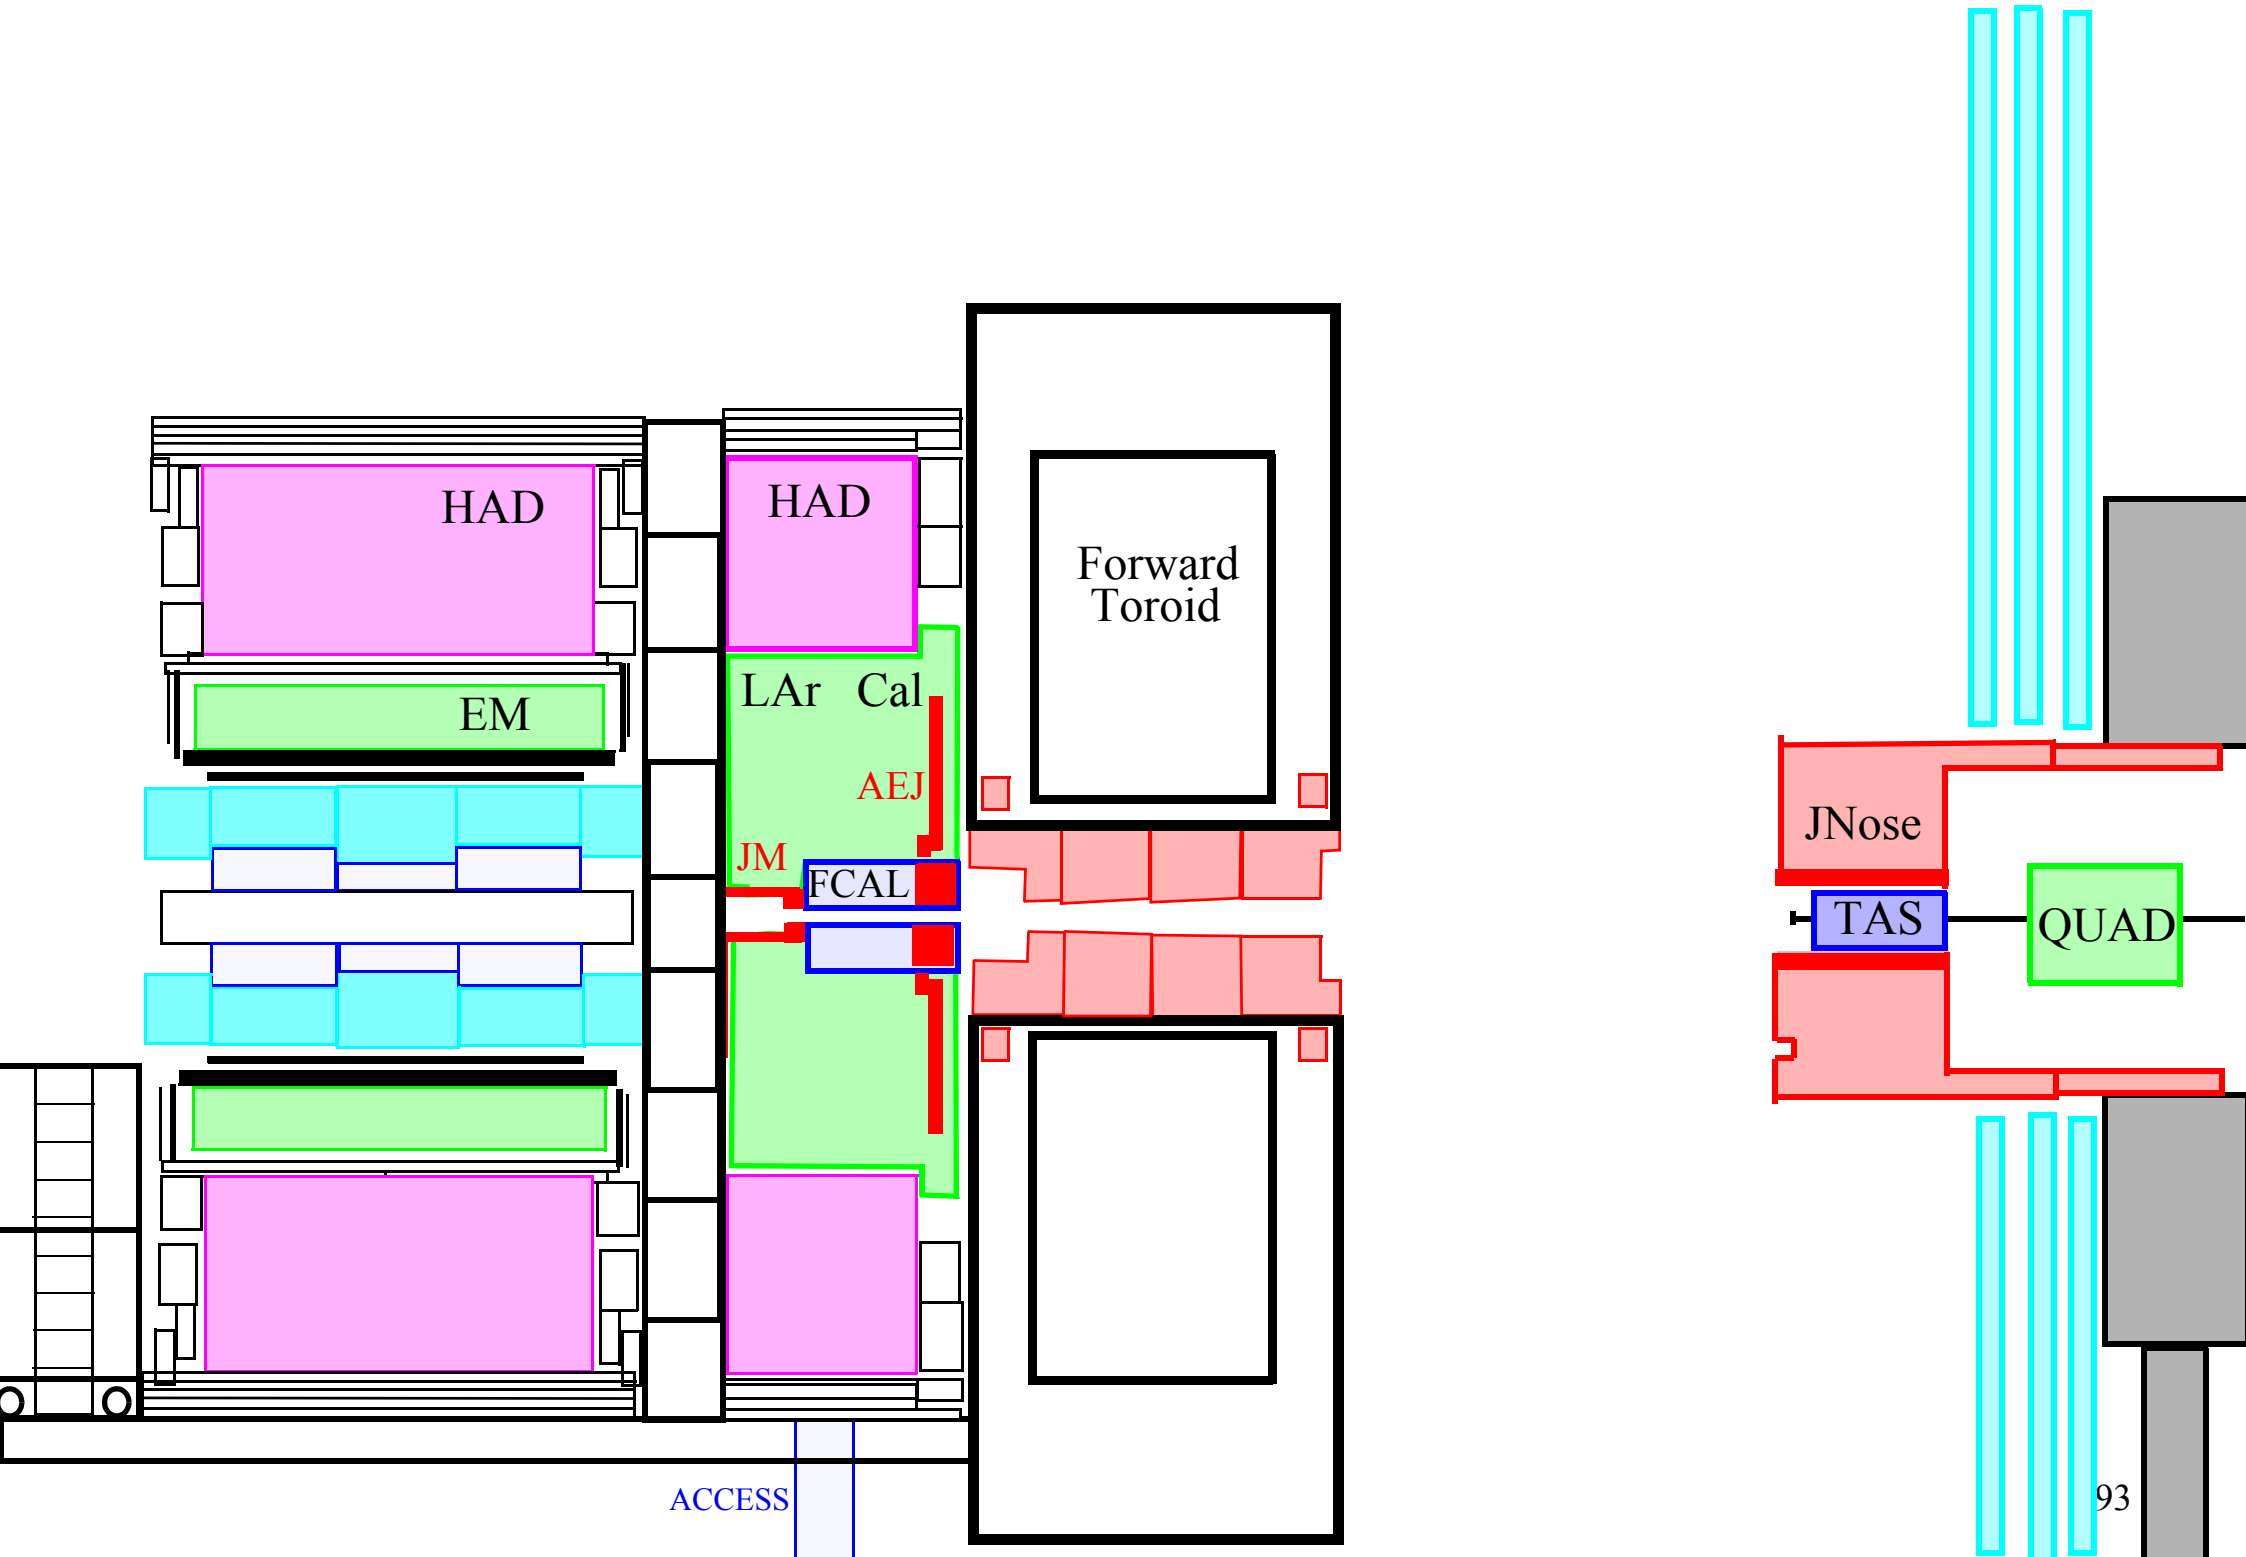 HAD
HAD
Forward
Toroid
LAr Cal
EM
AEJ
JM
FCAL
JNose
TAS
QUAD
ACCESS
93